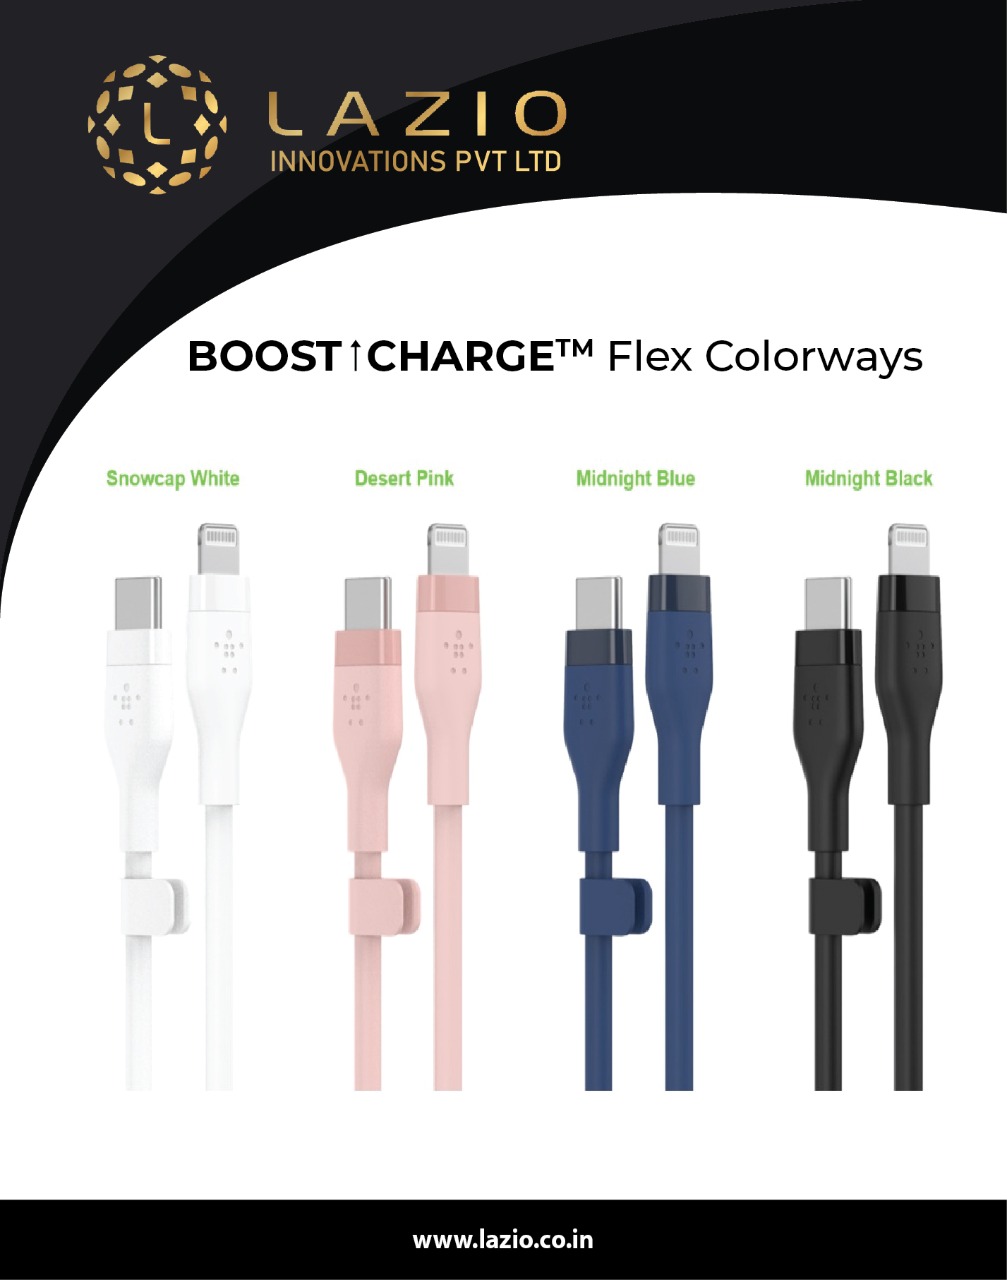 L
LAZIO
INNOVATIONS PVT LTD
BOOST↑CHARGE™ Flex Colorways
Snowcap White
Desert Pink
Midnight Blue
Midnight Black
www.lazio.co.in